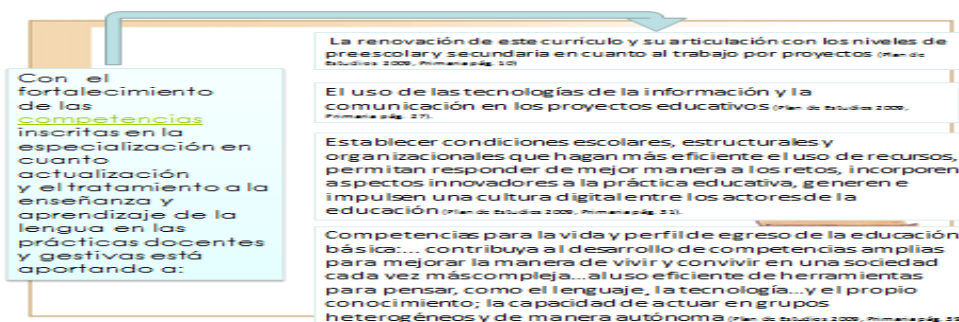 Con el
fortalecimiento
de las
competencias
inscritas en la
especialización en
cuanto
actualización
y el tratamiento a la
enseñanza y
aprendizaje de la
lengua en las
prácticas docentes
y gestivas está
aportando a:
La renovación de este currículo y su articulación con los niveles de
preescolar y secundaria en cuanto al trabajo por proyectos (Plan de
Estudios 2009, Primaria pág. 10)
El uso de las tecnologías de la información y la
comunicación en los proyectos educativos (Plan de Estudios 2009,
Primaria pág. 27).
Establecer condiciones escolares, estructurales y
organizacionales que hagan más eficiente el uso de recursos,
permitan responder de mejor manera a los retos, incorporen
aspectos innovadores a la práctica educativa, generen e
impulsen una cultura digital entre los actores de la
educación (Plan de Estudios 2009, Primaria pág. 31).
Competencias para la vida y perfil de egreso de la educación
básica:... contribuya al desarrollo de competencias amplias
para mejorar la manera de vivir y convivir en una sociedad
cada vez más compleja...al uso eficiente de herramientas
para pensar, como el lenguaje, la tecnología...y el propio
conocimiento; la capacidad de actuar en grupos
heterogéneos y de manera autónoma (Plan de Estudios 2009, Primaria pág.